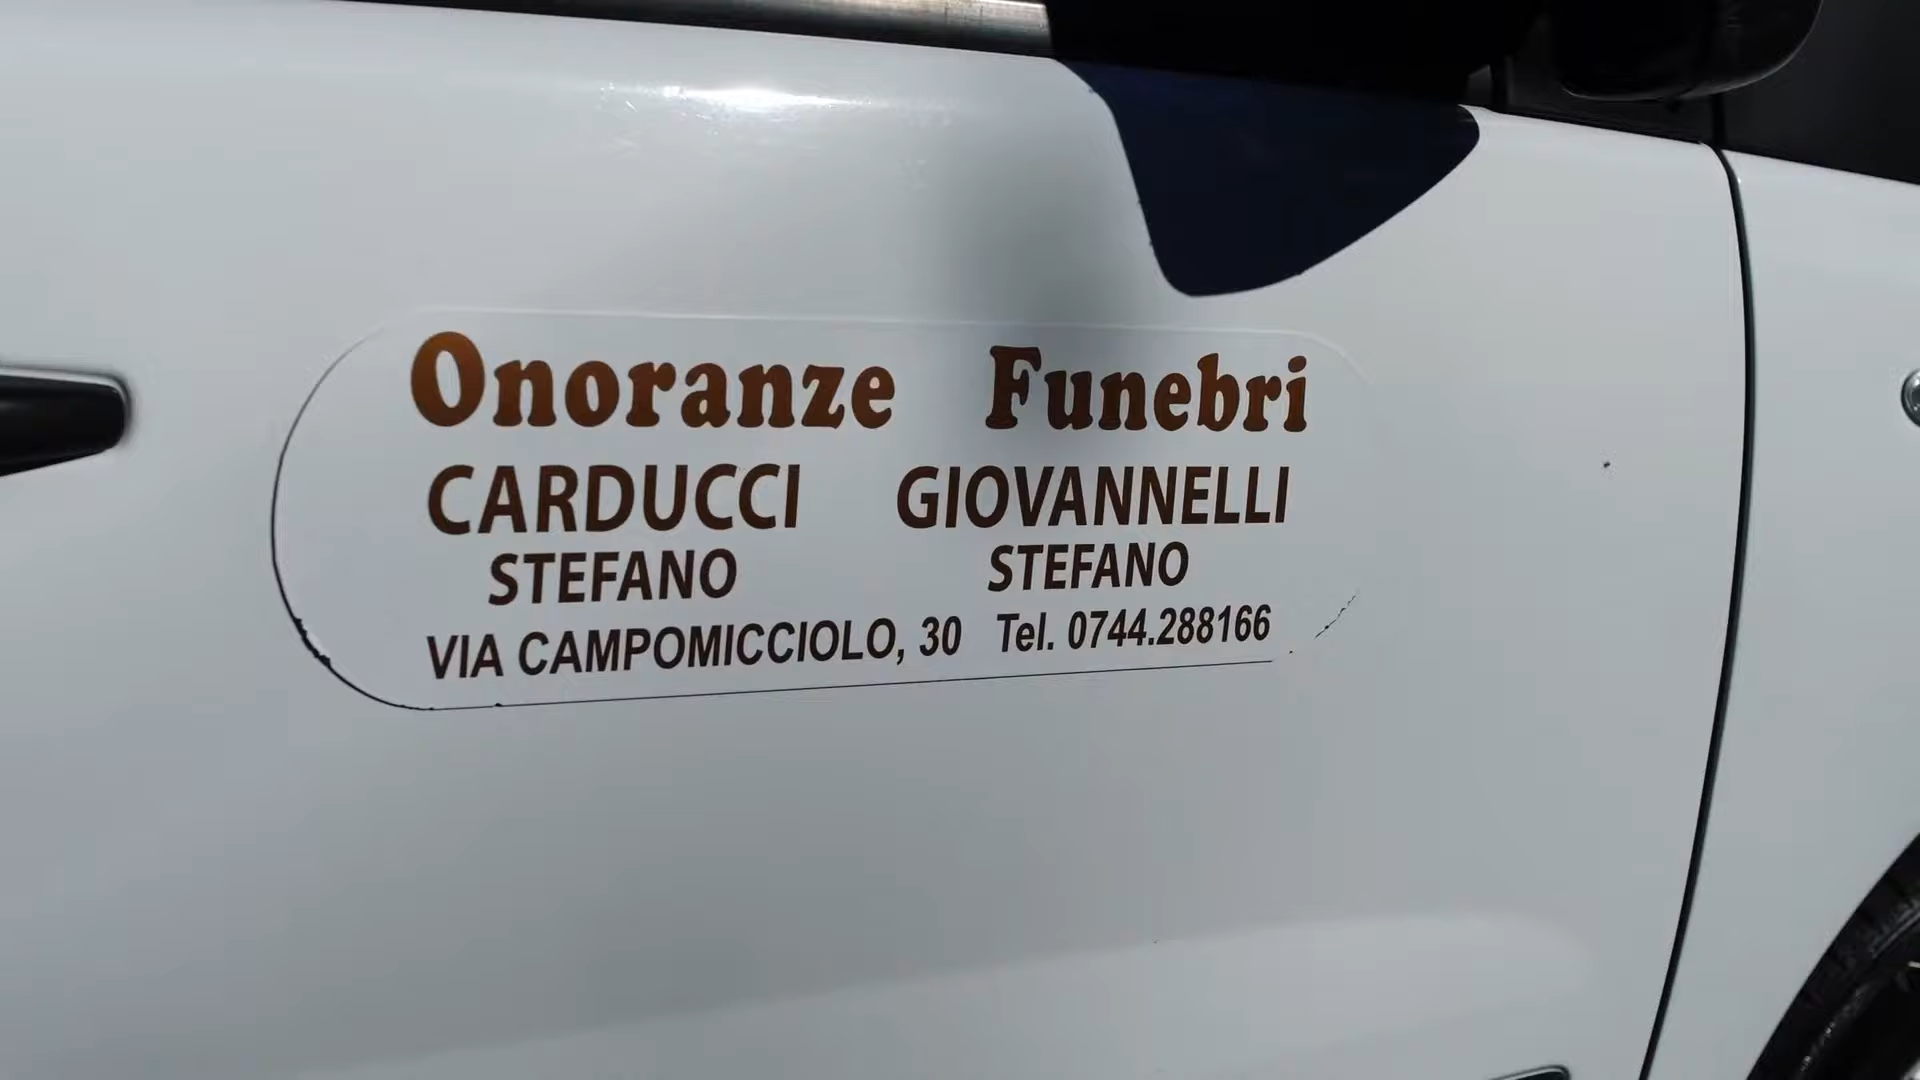 Onoranze Funebri
CARDUCCI GIOVANNELLI
STEFANO STEFANO
VIA CAMPOMICCIOLO, 30 Tel. 0744.288166